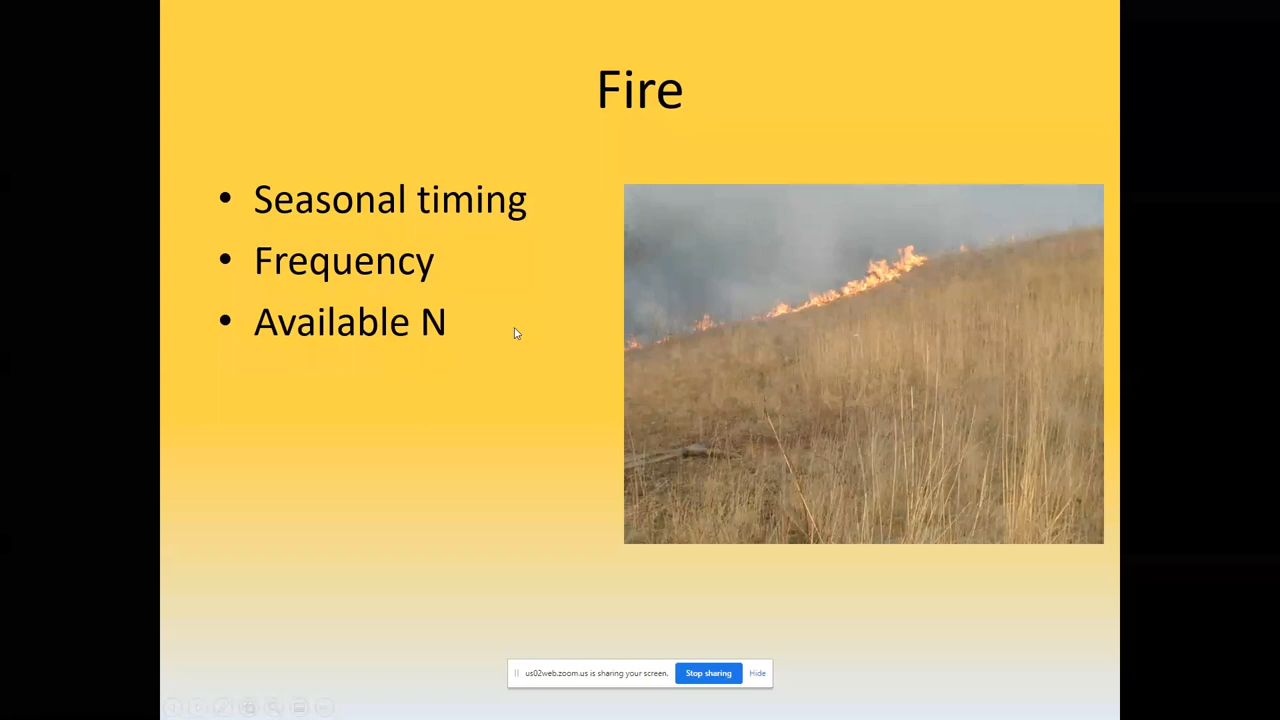 Fire
• Seasonal timing
• Frequency
• Available N
us02web.zoom.us is sharing your screen. Stop sharing Hide